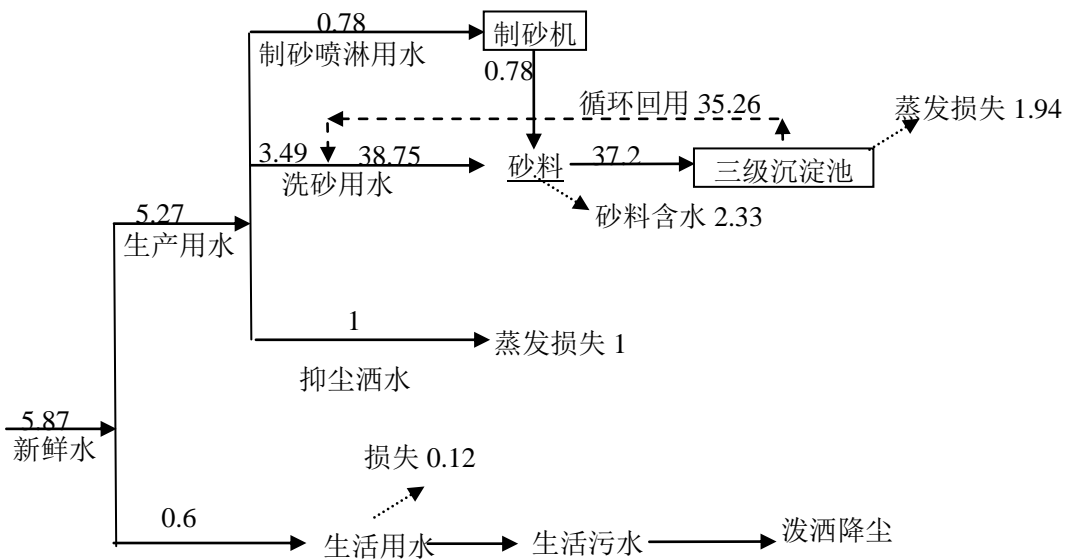 0.78
制砂机
制砂喷淋用水
0.78
循环回用 35.26
蒸发损失 1.94
3.49
38.75
砂料
37.2
三级沉淀池
洗砂用水
砂料含水 2.33
5.27
生产用水
1
蒸发损失 1
抑尘洒水
5.87
新鲜水
损失 0.12
0.6
生活用水
生活污水
泼洒降尘